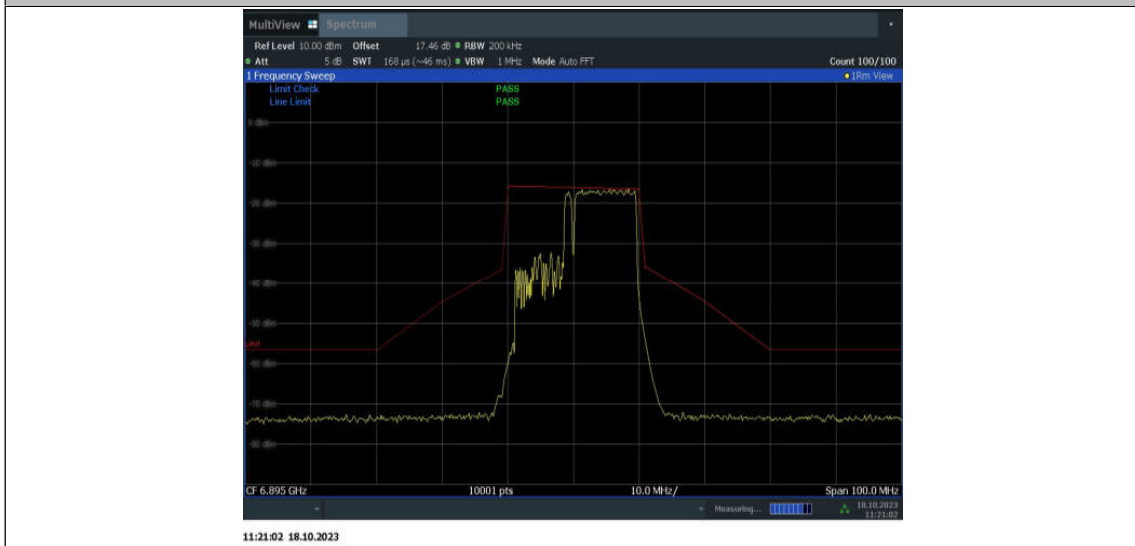 MultiView Spectrum
Ref Level 10.00 dBm Offset 17.46 dB RBW 200 kHz
Att 5 dB SWT 168 µs (~46 ms) VBW 1 MHz Mode Auto FFT Count 100/100
1 Frequency Sweep 1Rm View
Limit Check PASS
Line Limit PASS
0 dBm
-10 dBm
-20 dBm
-30 dBm
-40 dBm
-50 dBm
-60 dBm
-70 dBm
-80 dBm
CF 6.895 GHz 10001 pts 10.0 MHz/ Span 100.0 MHz
Measuring... 18.10.2023
11:21:02
11:21:02 18.10.2023